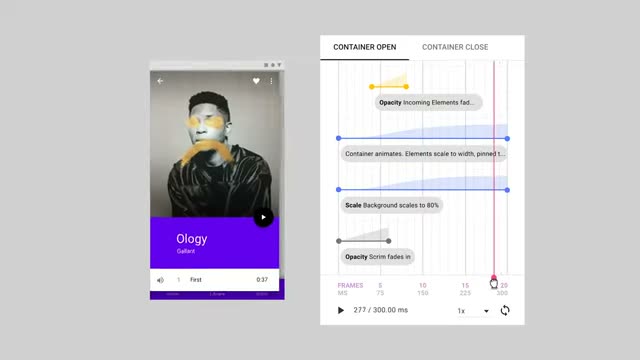 CONTAINER OPEN
CONTAINER CLOSE
Opacity Incoming Elements fad...
Container animates. Elements scale to width, pinned t...
Scale Background scales to 80%
Opacity Scrim fades in
FRAMES 5 10 15 20
MS 75 150 225 300
277 / 300.00 ms
1x
Ology
Gallant
1 First 0:37